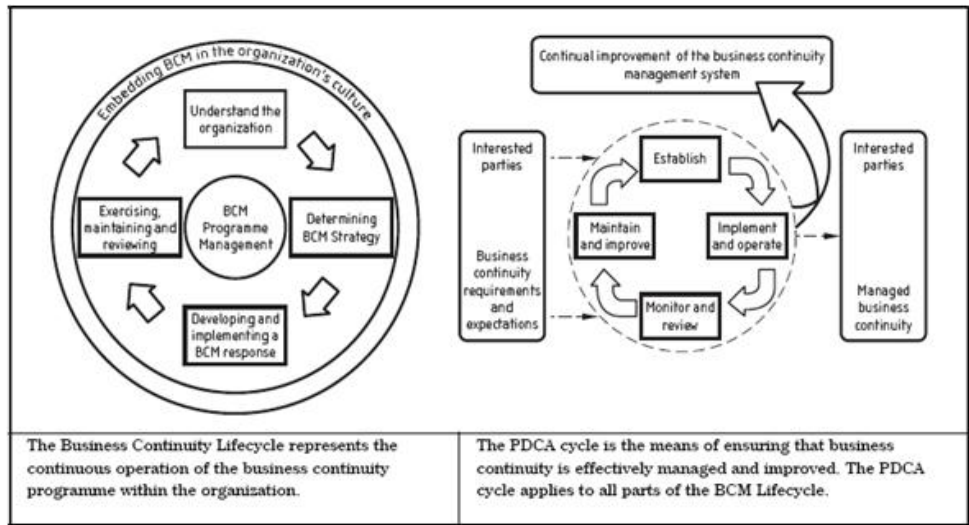 Embedding BCM in the organization's culture
Understand the
organization
Exercising,
maintaining and
reviewing
BCM
Programme
Management
Determining
BCM Strategy
Developing and
implementing a
BCM response
Continual improvement of the business continuity
management system
Interested
parties
Business
continuity
requirements
and
expectations
Establish
Maintain
and improve
Implement
and operate
Monitor and
review
Interested
parties
Managed
business
continuity
The Business Continuity Lifecycle represents the
continuous operation of the business continuity
programme within the organization.
The PDCA cycle is the means of ensuring that business
continuity is effectively managed and improved. The PDCA
cycle applies to all parts of the BCM Lifecycle.